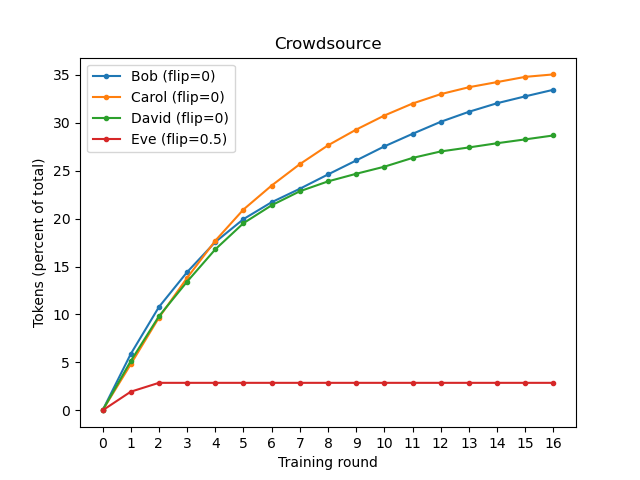 Crowdsource
Bob (flip=0)
Carol (flip=0)
David (flip=0)
Eve (flip=0.5)
Tokens (percent of total)
35
30
25
20
15
10
5
0
0 1 2 3 4 5 6 7 8 9 10 11 12 13 14 15 16
Training round